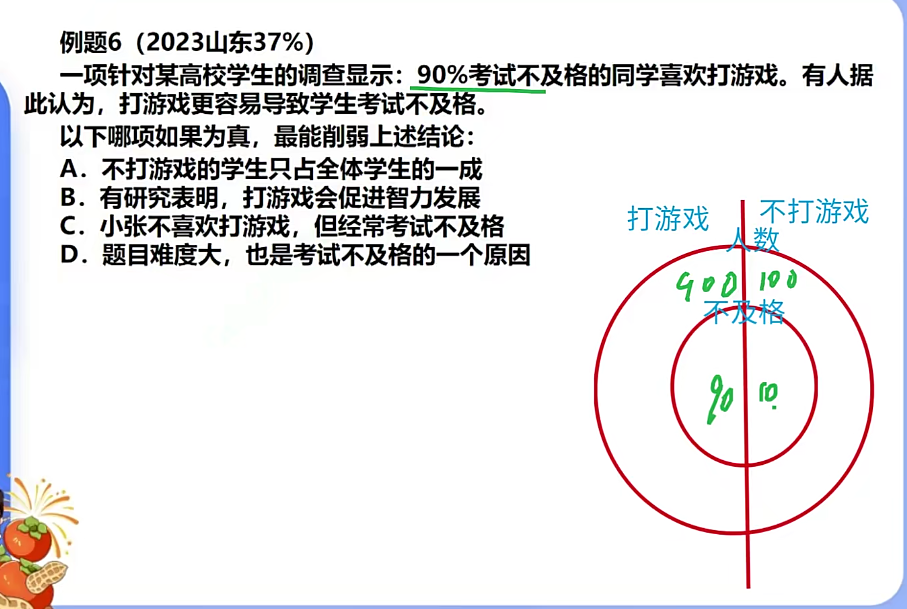 例题6（2023山东37%）
一项针对某高校学生的调查显示：90%考试不及格的同学喜欢打游戏。有人据
此认为，打游戏更容易导致学生考试不及格。
以下哪项如果为真，最能削弱上述结论：
A．不打游戏的学生只占全体学生的一成
B．有研究表明，打游戏会促进智力发展
C．小张不喜欢打游戏，但经常考试不及格
D．题目难度大，也是考试不及格的一个原因
打游戏 不打游戏
人数
900 100
不及格
90 10